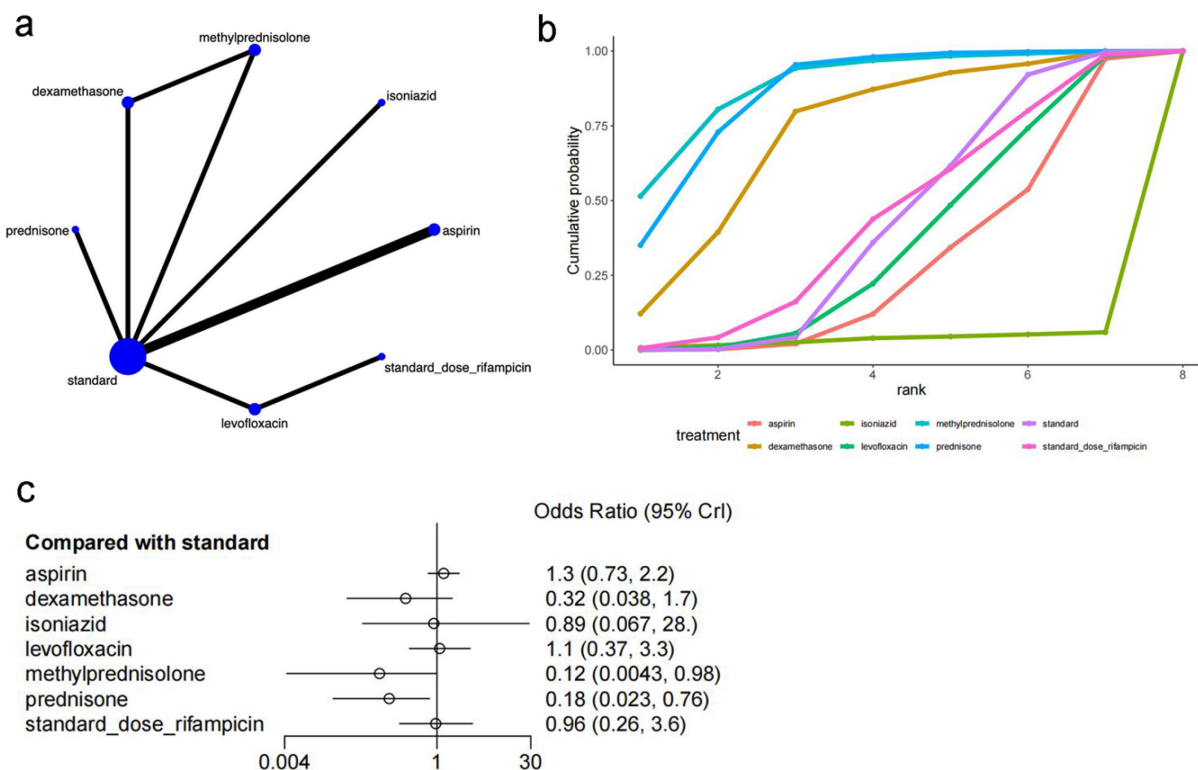 a
methylprednisolone
dexamethasone
isoniazid
prednisone
aspirin
standard
standard_dose_rifampicin
levofloxacin
b
1.00
0.75
0.50
0.25
0.00
Cumulative probability
2 4 6 8
rank
treatment
aspirin isoniazid methylprednisolone standard
dexamethasone levofloxacin prednisone standard_dose_rifampicin
c
Odds Ratio (95% CrI)
Compared with standard
aspirin 1.3 (0.73, 2.2)
dexamethasone 0.32 (0.038, 1.7)
isoniazid 0.89 (0.067, 28.)
levofloxacin 1.1 (0.37, 3.3)
methylprednisolone 0.12 (0.0043, 0.98)
prednisone 0.18 (0.023, 0.76)
standard_dose_rifampicin 0.96 (0.26, 3.6)
0.004 1 30